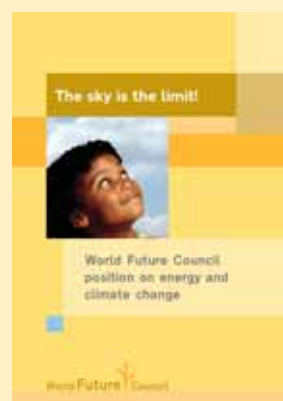 The sky is the limit!
World Future Council
position on energy and
climate change
World Future Council